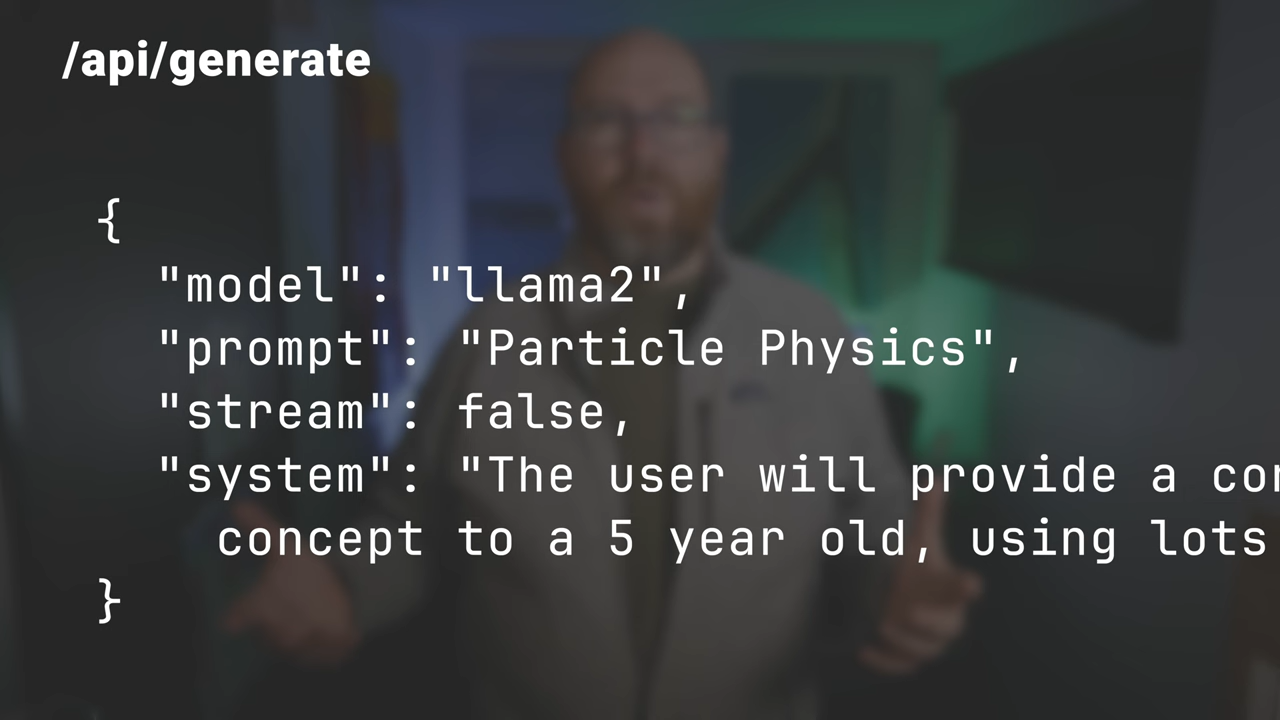 /api/generate
{
"model": "llama2",
"prompt": "Particle Physics",
"stream": false,
"system": "The user will provide a
concept to a 5 year old, using lots
}